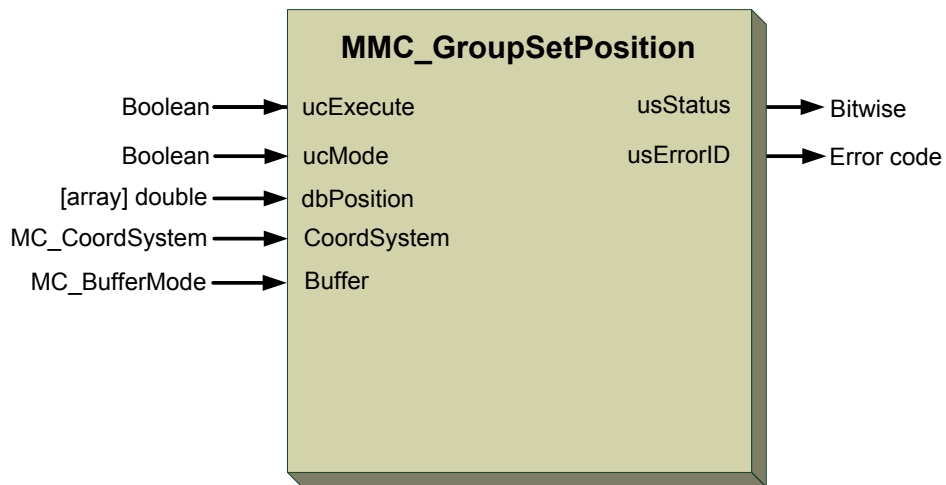 MMC_GroupSetPosition
Boolean ucExecute usStatus Bitwise
Boolean ucMode usErrorID Error code
[array] double dbPosition
MC_CoordSystem CoordSystem
MC_BufferMode Buffer